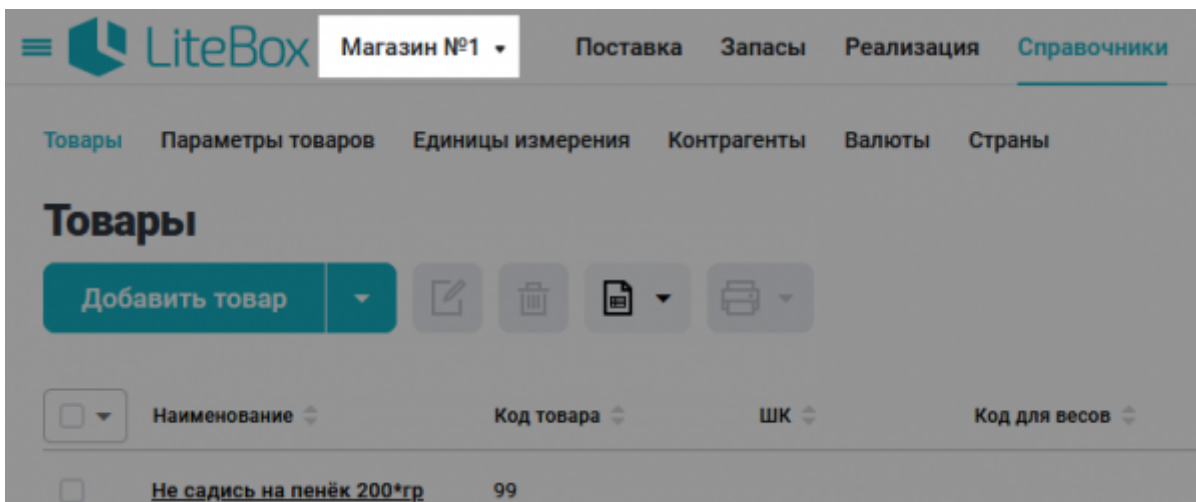 LiteBox Магазин №1 Поставка Запасы Реализация Справочники
Товары Параметры товаров Единицы измерения Контрагенты Валюты Страны
Товары
Добавить товар
Наименование Код товара ШК Код для весов
Не садись на пенёк 200*гр 99